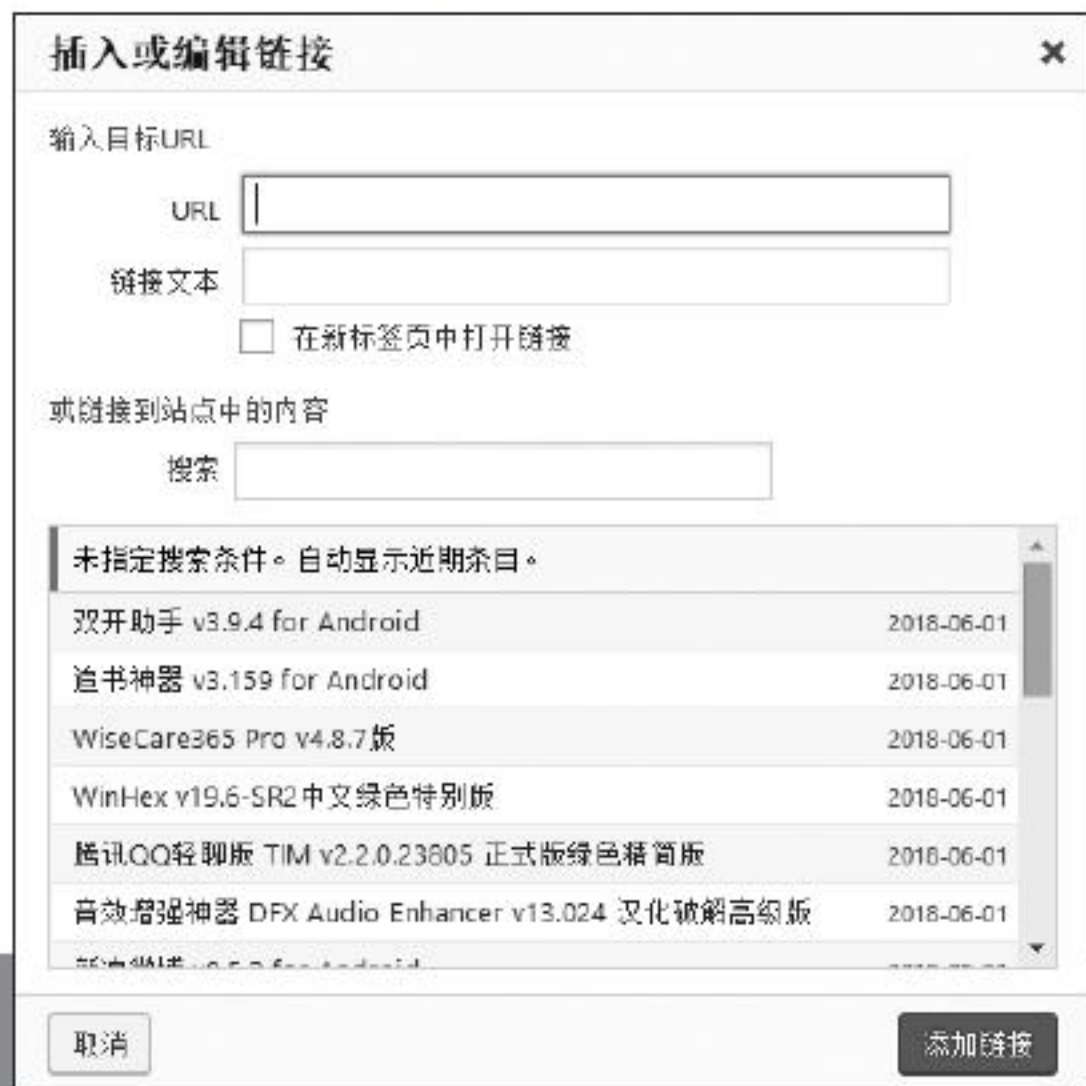 插入或编辑链接
输入目标URL
URL
链接文本
在新标签页中打开链接
或链接到站点中的内容
搜索
未指定搜索条件。自动显示近期条目。
双开助手 v3.9.4 for Android 2018-06-01
追书神器 v3.159 for Android 2018-06-01
WiseCare365 Pro v4.8.7版 2018-06-01
WinHex v19.6-SR2中文绿色特别版 2018-06-01
腾讯QQ轻聊版 TIM v2.2.0.23805 正式版绿色精简版 2018-06-01
音效增强神器 DFX Audio Enhancer v13.024 汉化破解高级版 2018-06-01
for Android
取消 添加链接